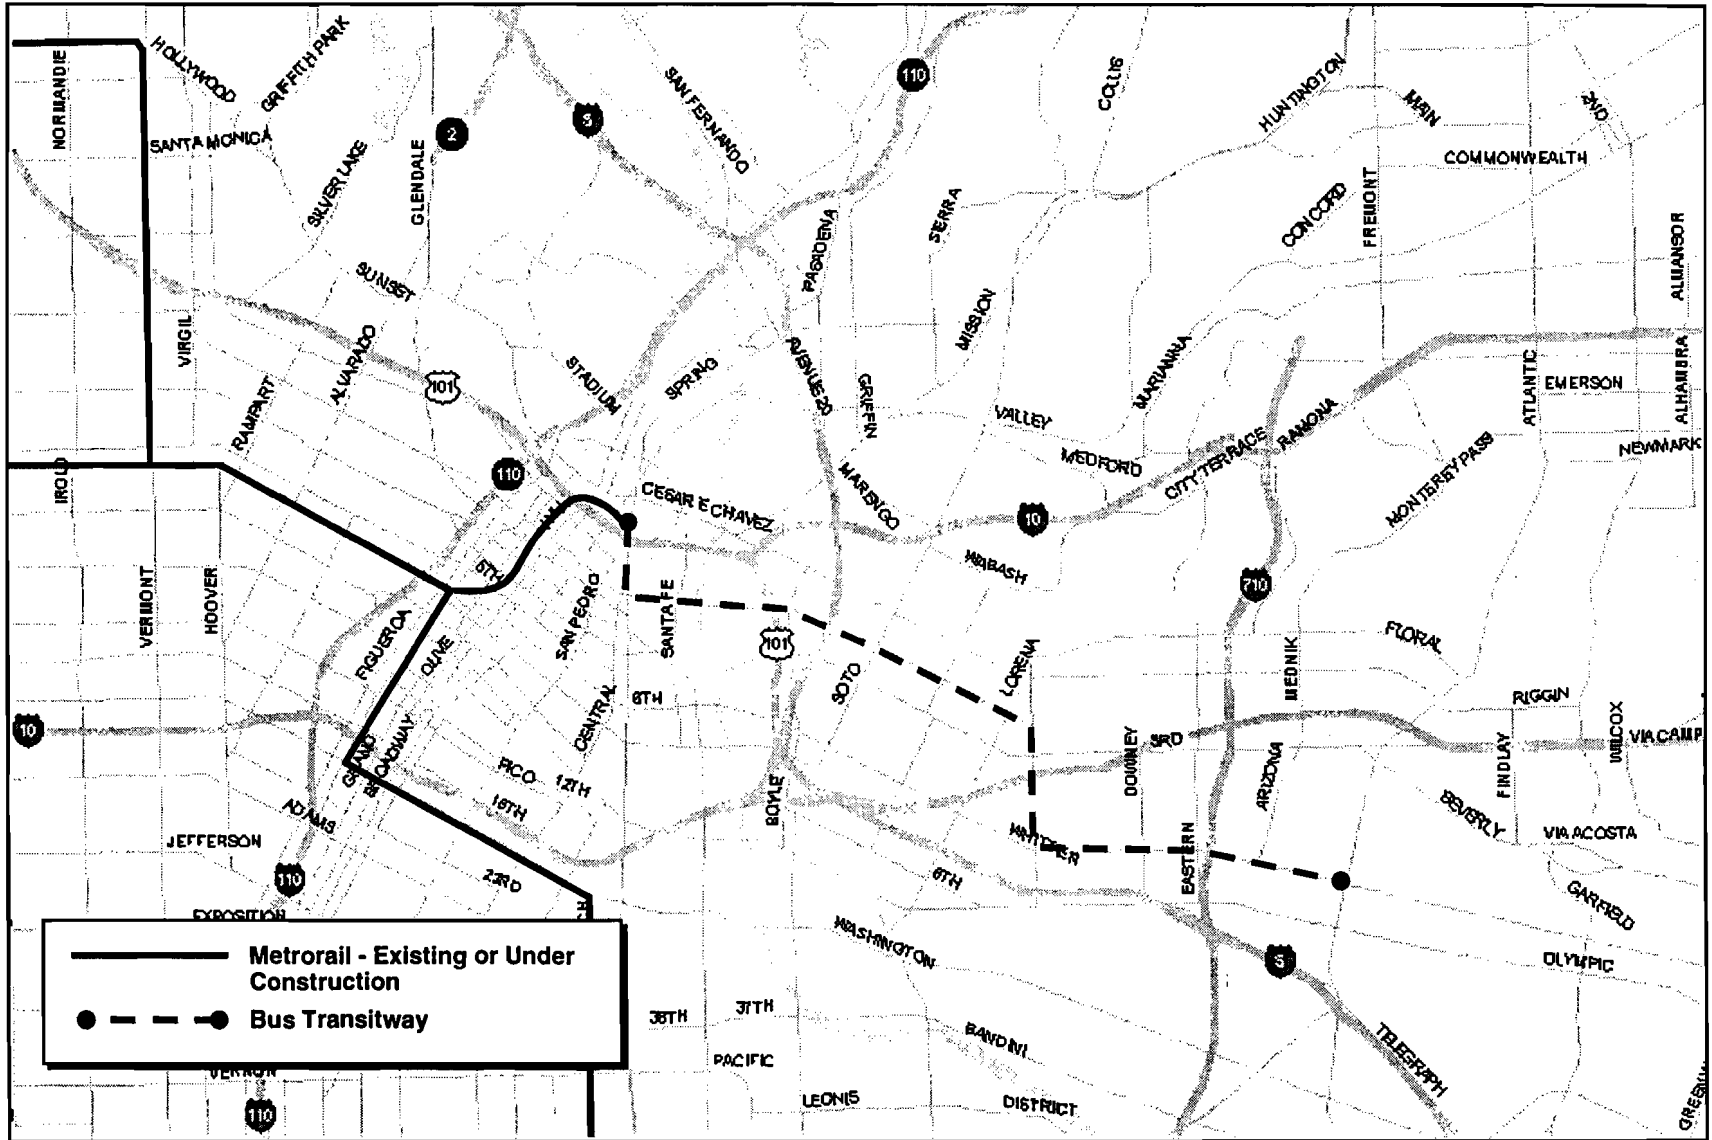 NORMANDIE
HOLLYWOOD
GRIFFITH PARK
SANTA MONICA
SILVER LAKE
GLENDALE
2
5
SAN FERNANDO
110
COLLIS
HUNTINGTON
MAIN
2ND
COMMONWEALTH
CONCORD
FREMONT
ALMANSOR
SIERRA
PASADENA
MISSION
SUNSET
VIRGIL
ALVARADO
RAMPART
101
STADIUM
SPRING
AVENUE 20
GRIFFIN
VALLEY
MARIANNA
MEDFORD
CITY TERRACE
RAMONA
ATLANTIC
EMERSON
ALHAMBRA
NEWMARK
MONTEREY PASS
IROLO
110
CESAR E CHAVEZ
MARENGO
10
WABASH
710
VERMONT
HOOVER
5TH
SAN PEDRO
SANTA FE
FIGUEROA
OLIVE
101
SOTO
LORENA
MEDNIK
FLORAL
RIGGIN
WILCOX
VIA CAMP
10
GRAND
BROADWAY
CENTRAL
6TH
PICO
12TH
16TH
BOYLE
DOWNEY
3RD
ARIZONA
FINDLAY
BEVERLY
VIA ACOSTA
ADAMS
JEFFERSON
110
23RD
WHITTIER
8TH
EASTERN
GARFIELD
EXPOSITION
CH
WASHINGTON
5
OLYMPIC
Metrorail - Existing or Under
Construction
Bus Transitway
38TH
37TH
BANDINI
TELEGRAPH
PACIFIC
VERNON
110
LEONIS
DISTRICT